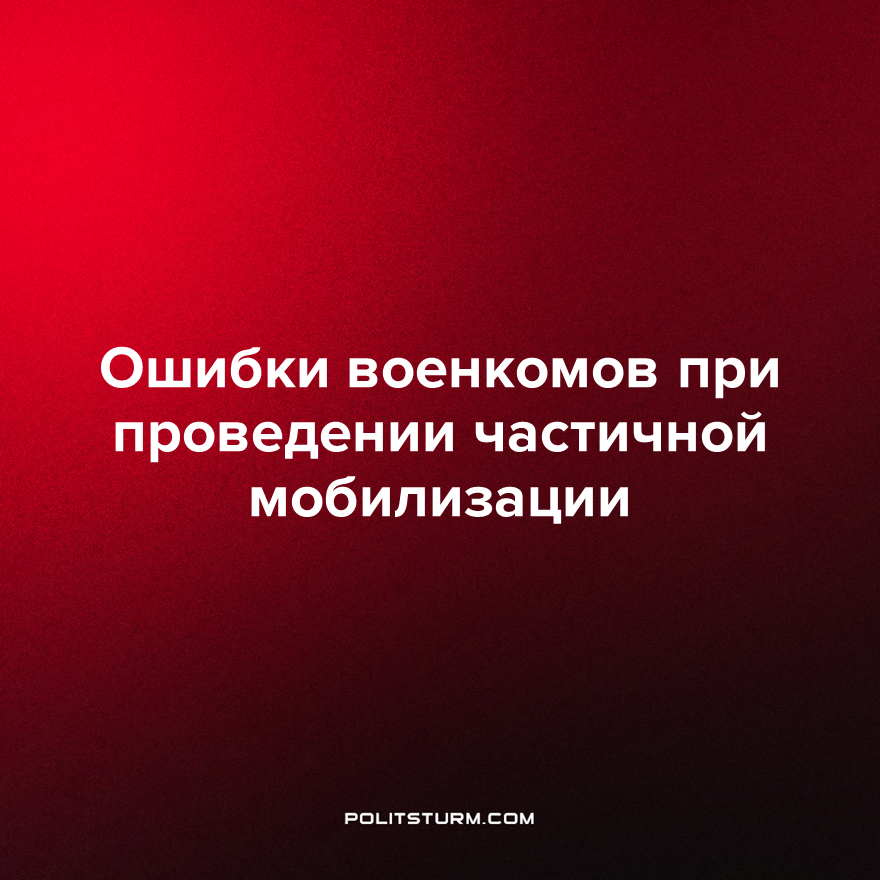 Ошибки военкомов при
проведении частичной
мобилизации
POLITSTURM.COM